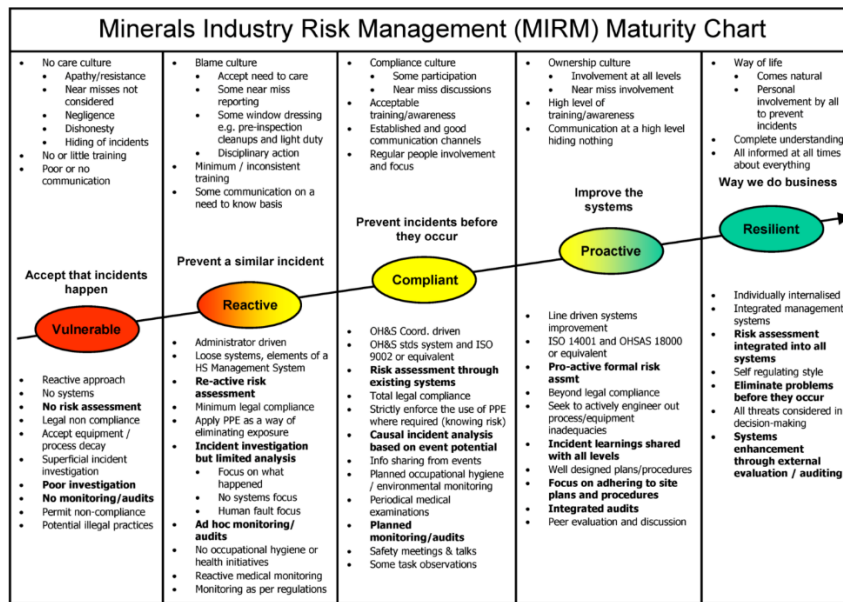 Minerals Industry Risk Management (MIRM) Maturity Chart
• No care culture
• Apathy/resistance
• Near misses not
considered
• Negligence
• Dishonesty
• Hiding of incidents
• No or little training
• Poor or no
communication
Accept that incidents
happen
Vulnerable
• Reactive approach
• No systems
• No risk assessment
• Legal non compliance
• Accept equipment /
process decay
• Superficial incident
investigation
• Poor investigation
• No monitoring/audits
• Permit non-compliance
• Potential illegal practices
• Blame culture
• Accept need to care
• Some near miss
reporting
• Some window dressing
e.g. pre-inspection
cleanups and light duty
• Disciplinary action
• Minimum / inconsistent
training
• Some communication on a
need to know basis
Prevent a similar incident
Reactive
• Administrator driven
• Loose systems, elements of a
HS Management System
• Re-active risk
assessment
• Minimum legal compliance
• Apply PPE as a way of
eliminating exposure
• Incident investigation
but limited analysis
• Focus on what
happened
• No systems focus
• Human fault focus
• Ad hoc monitoring/
audits
• No occupational hygiene or
health initiatives
• Reactive medical monitoring
• Monitoring as per regulations
• Compliance culture
• Some participation
• Near miss discussions
• Acceptable
training/awareness
• Established and good
communication channels
• Regular people involvement
and focus
Prevent incidents before
they occur
Compliant
• OH&S Coord. driven
• OH&S stds system and ISO
9002 or equivalent
• Risk assessment through
existing systems
• Total legal compliance
• Strictly enforce the use of PPE
where required (knowing risk)
• Causal incident analysis
based on event potential
• Info sharing from events
• Planned occupational hygiene
/ environmental monitoring
• Periodical medical
examinations
• Planned
monitoring/audits
• Safety meetings & talks
• Some task observations
• Ownership culture
• Involvement at all levels
• Near miss involvement
• High level of
training/awareness
• Communication at a high level
hiding nothing
Improve the
systems
Proactive
• Line driven systems
improvement
• ISO 14001 and OHSAS 18000
or equivalent
• Pro-active formal risk
assmt
• Beyond legal compliance
• Seek to actively engineer out
process/equipment
inadequacies
• Incident learnings shared
with all levels
• Well designed plans/procedures
• Focus on adhering to site
plans and procedures
• Integrated audits
• Peer evaluation and discussion
• Way of life
• Comes natural
• Personal
involvement by all
to prevent
incidents
• Complete understanding
• All informed at all times
about everything
Way we do business
Resilient
• Individually internalised
• Integrated management
systems
• Risk assessment
integrated into all
systems
• Self regulating style
• Eliminate problems
before they occur
• All threats considered in
decision-making
• Systems
enhancement
through external
evaluation / auditing